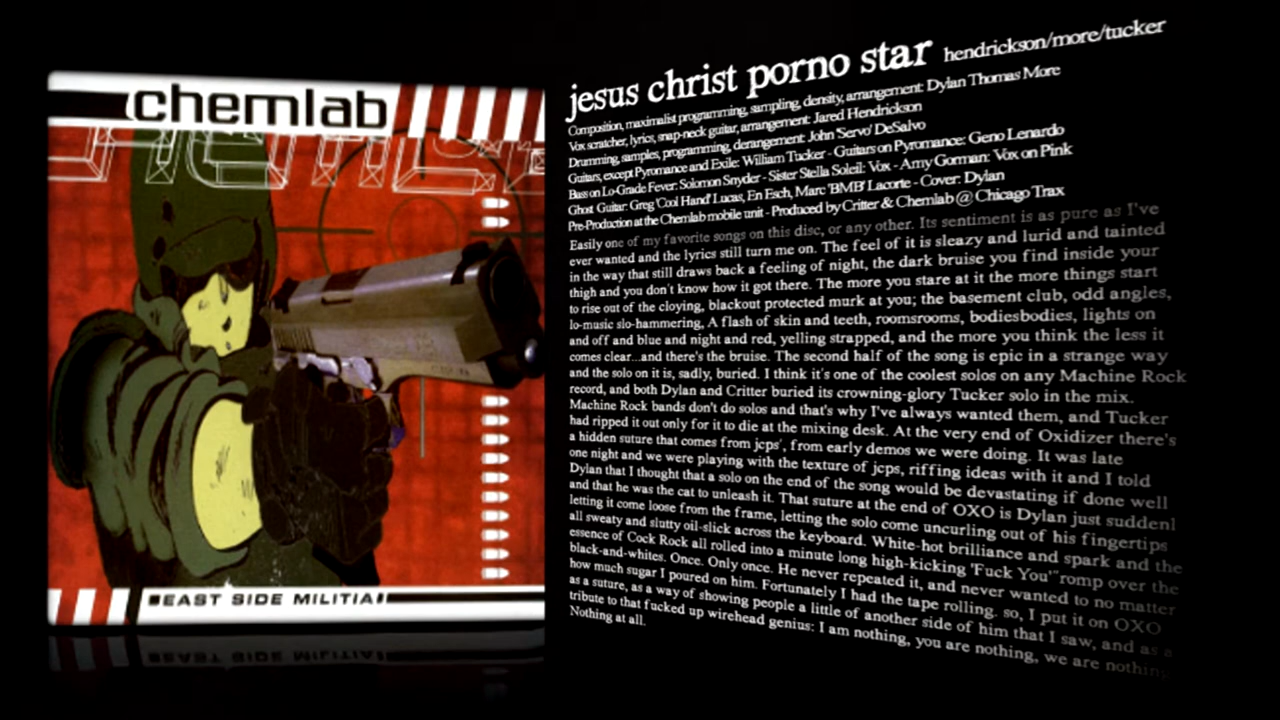 chemlab
EAST SIDE MILITIA
jesus christ porno star hendrickson/more/tucker
Composition, maximalist programming, sampling, density, arrangement: Dylan Thomas More
Vox scratcher, lyrics, snap-neck guitar, arrangement: Jared Hendrickson
Drumming, samples, programming, derangement: John 'Servo' DeSalvo
Guitars, except Pyromance and Exile: William Tucker - Guitars on Pyromance: Geno Lenardo
Bass on Lo-Grade Fever: Solomon Snyder - Sister Stella Soleil: Vox - Amy Gorman: Vox on Pink
Ghost Guitar: Greg 'Cool Hand' Lucas, En Esch, Marc 'BMB' Lacorte - Cover: Dylan
Pre-Production at the Chemlab mobile unit - Produced by Critter & Chemlab @ Chicago Trax
Easily one of my favorite songs on this disc, or any other. Its sentiment is as pure as I've
ever wanted and the lyrics still turn me on. The feel of it is sleazy and lurid and tainted
in the way that still draws back a feeling of night, the dark bruise you find inside your
thigh and you don't know how it got there. The more you stare at it the more things start
to rise out of the cloying, blackout protected murk at you; the basement club, odd angles,
lo-music slo-hammering, A flash of skin and teeth, roomsrooms, bodiesbodies, lights on
and off and blue and night and red, yelling strapped, and the more you think the less it
comes clear...and there's the bruise. The second half of the song is epic in a strange way
and the solo on it is, sadly, buried. I think it's one of the coolest solos on any Machine Rock
record, and both Dylan and Critter buried its crowning-glory Tucker solo in the mix.
Machine Rock bands don't do solos and that's why I've always wanted them, and Tucker
had ripped it out only for it to die at the mixing desk. At the very end of Oxidizer there's
a hidden suture that comes from jcps', from early demos we were doing. It was late
one night and we were playing with the texture of jcps, riffing ideas with it and I told
Dylan that I thought that a solo on the end of the song would be devastating if done well
and that he was the cat to unleash it. That suture at the end of OXO is Dylan just suddenl
letting it come loose from the frame, letting the solo come uncurling out of his fingertips
all sweaty and slutty oil-slick across the keyboard. White-hot brilliance and spark and the
essence of Cock Rock all rolled into a minute long high-kicking 'Fuck You'" romp over the
black-and-whites. Once. Only once. He never repeated it, and never wanted to no matter
how much sugar I poured on him. Fortunately I had the tape rolling. so, I put it on OXO
as a suture, as a way of showing people a little of another side of him that I saw, and as a
tribute to that fucked up wirehead genius: I am nothing, you are nothing, we are nothing.
Nothing at all.